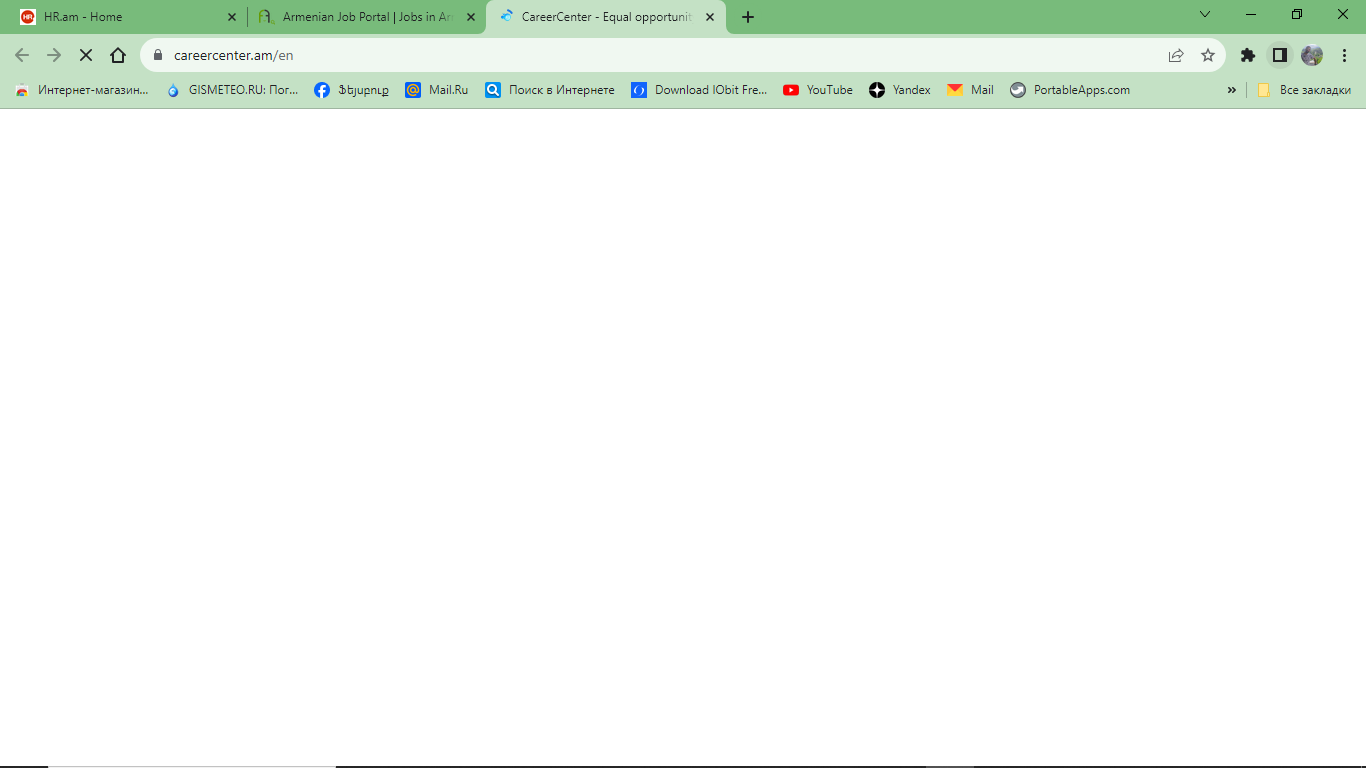 HR.am - Home
Armenian Job Portal | Jobs in Ar
CareerCenter - Equal opportunit
careercenter.am/en
Интернет-магазин...
GISMETEO.RU: Пог...
Ֆեյսբուք
Mail.Ru
Поиск в Интернете
Download IObit Fre...
YouTube
Yandex
Mail
PortableApps.com
»
Все закладки